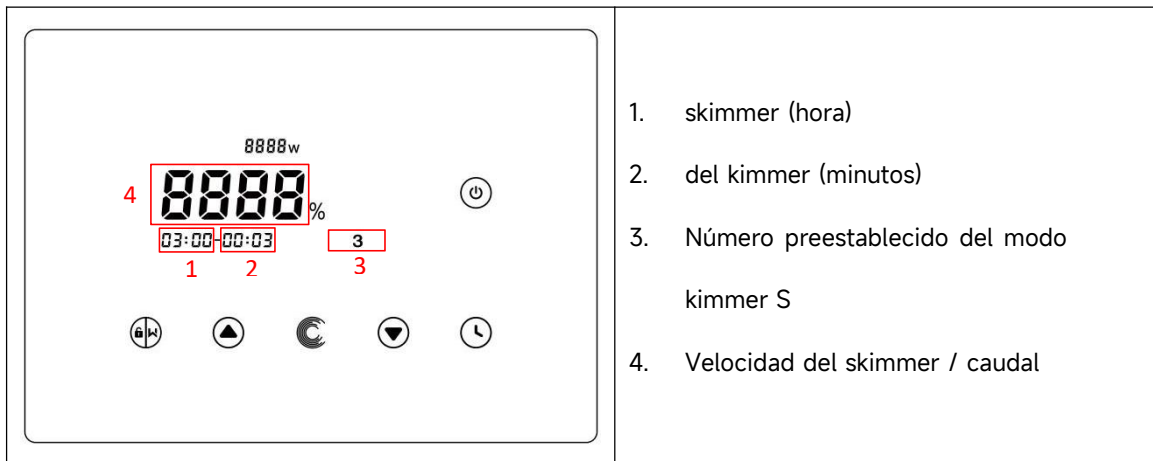 8888w
4
8888%
03:00-00:03
3
1
2
3
W
1. skimmer (hora)
2. del kimmer (minutos)
3. Número preestablecido del modo
kimmer S
4. Velocidad del skimmer / caudal